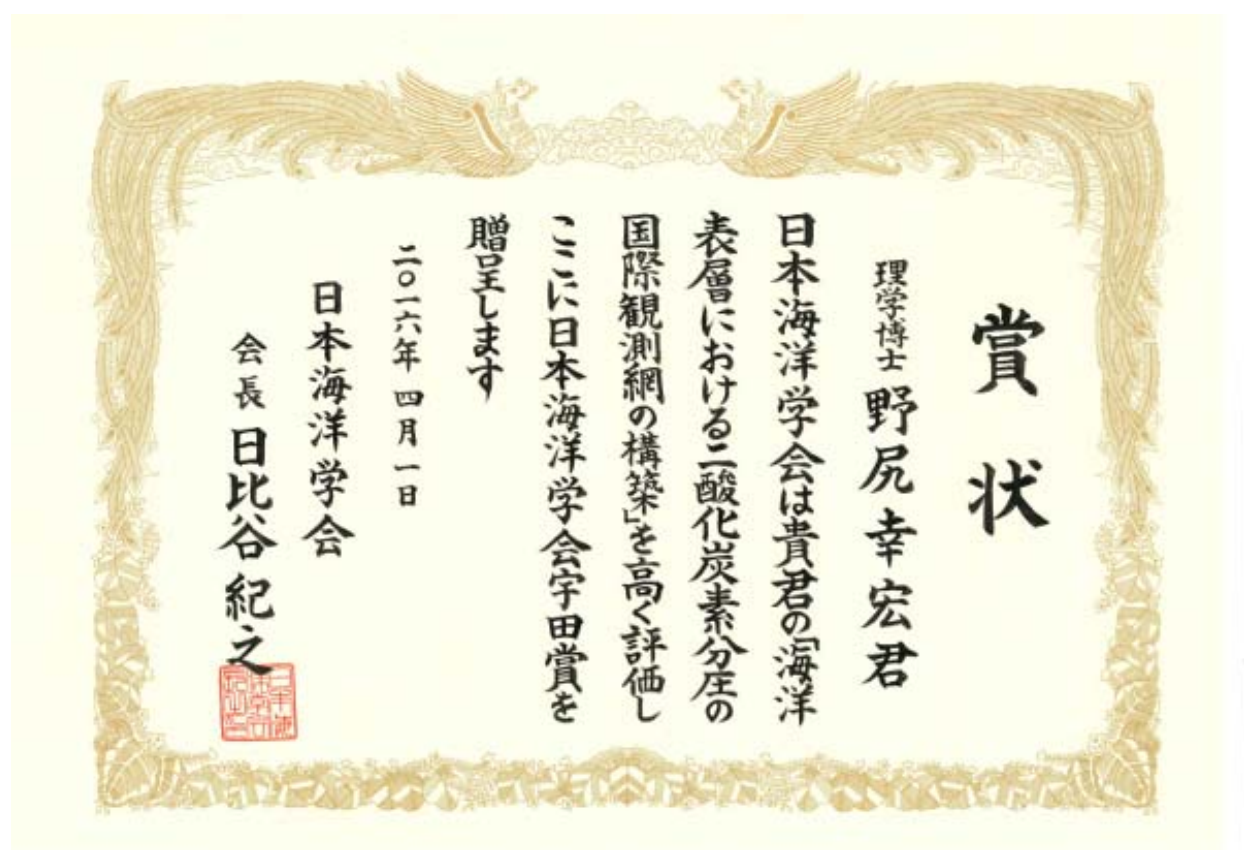 賞状
理学博士 野尻幸宏君
日本海洋学会は貴君の「海洋
表層における二酸化炭素分圧の
国際観測網の構築」を高く評価し
ここに日本海洋学会宇田賞を
贈呈します
二〇一六年 四月一日
日本海洋学会
会長 日比谷紀之